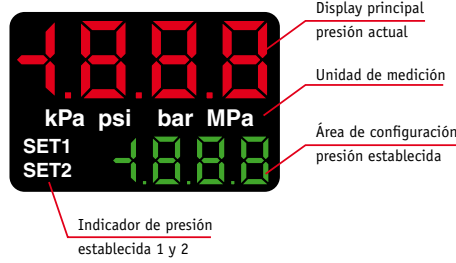 Display principal
presión actual
-1.8.8.8
Unidad de medición
kPa psi bar MPa
Área de configuración
presión establecida
SET1
SET2
-1.8.8.8
Indicador de presión
establecida 1 y 2